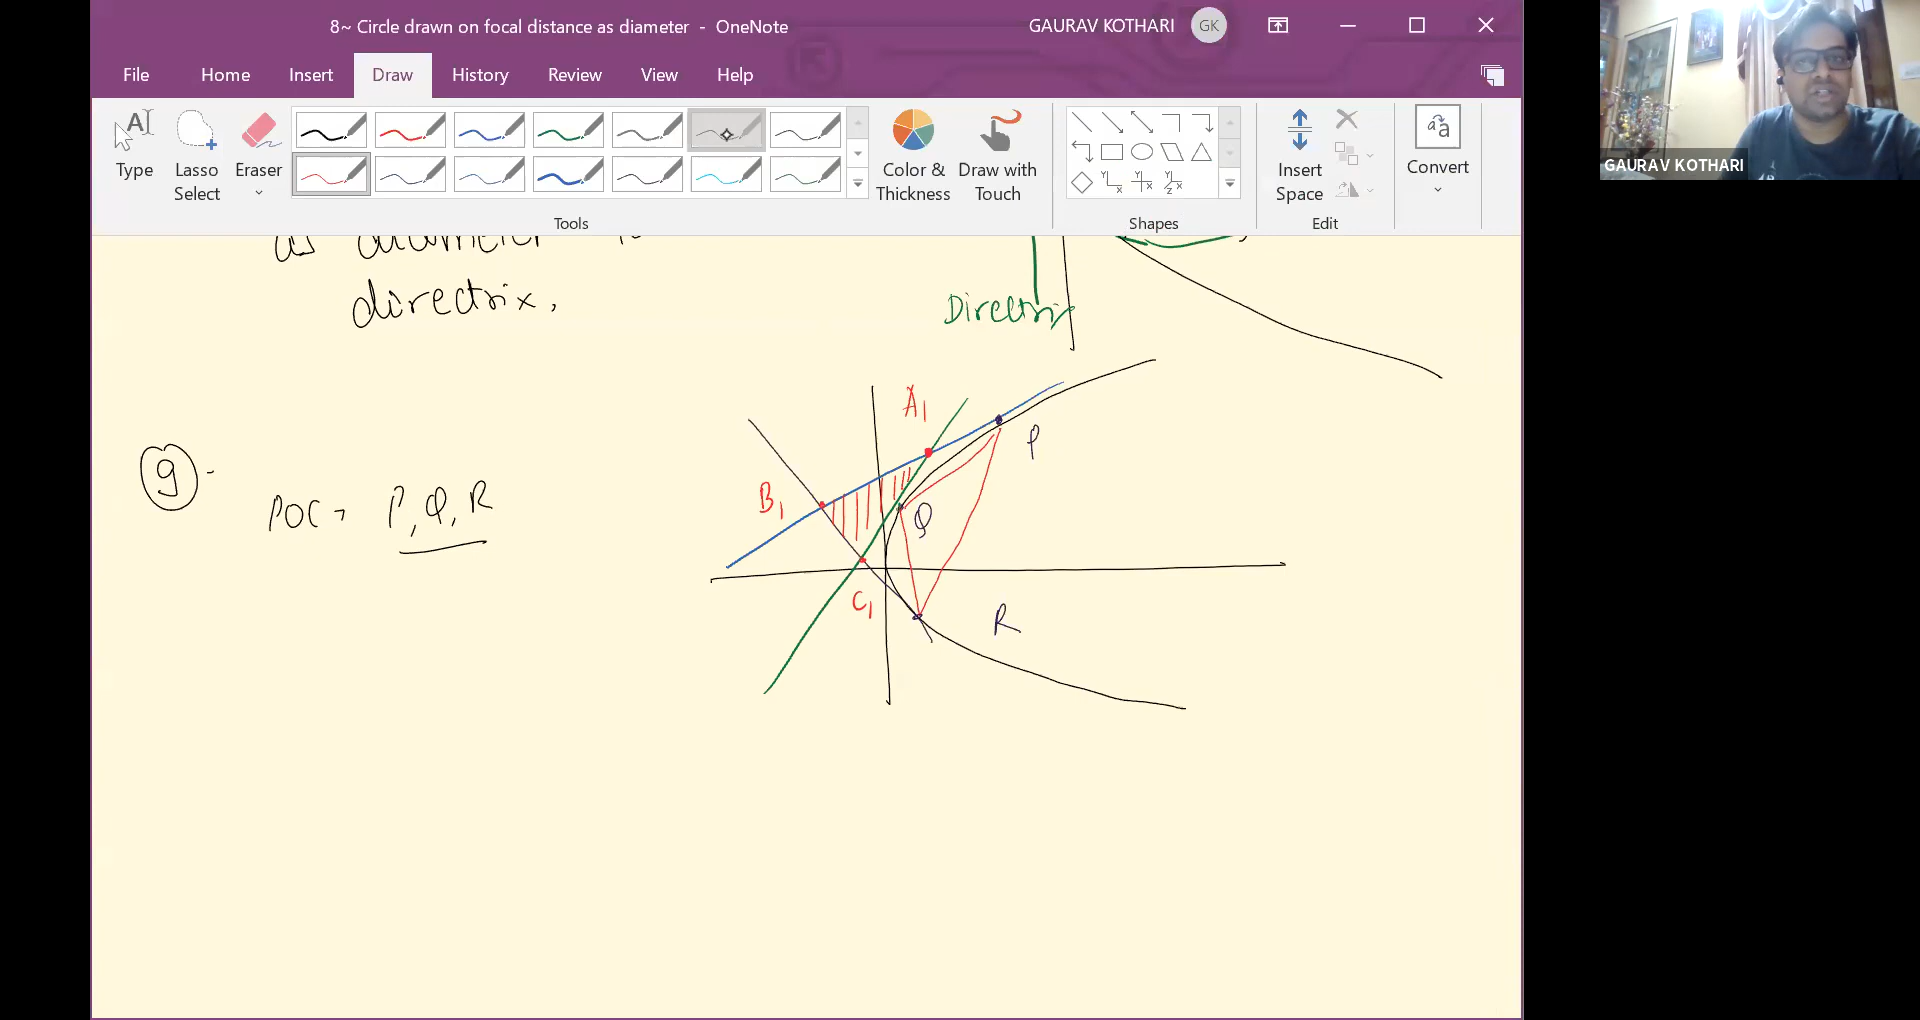 8~ Circle drawn on focal distance as diameter - OneNote
GAURAV KOTHARI
GK
File
Home
Insert
Draw
History
Review
View
Help
Type
Lasso
Select
Eraser
Color &
Thickness
Draw with
Touch
Insert
Space
Convert
Tools
Shapes
Edit
GAURAV KOTHARI
as diameter
directrix.
Directrix
9.
POC → P, Q, R
A1
P
B1
Q
C1
R